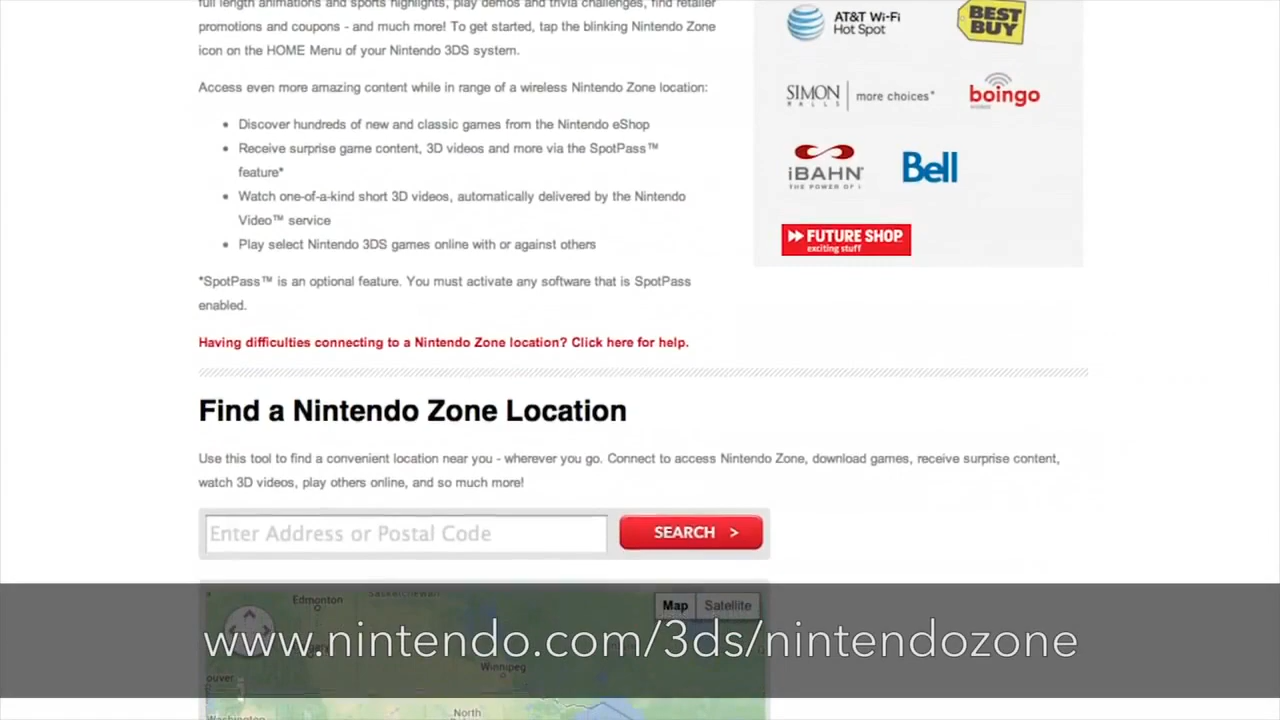 full length animations and sports highlights, play demos and trivia challenges, find retailer
promotions and coupons - and much more! To get started, tap the blinking Nintendo Zone
icon on the HOME Menu of your Nintendo 3DS system.
Access even more amazing content while in range of a wireless Nintendo Zone location:
• Discover hundreds of new and classic games from the Nintendo eShop
• Receive surprise game content, 3D videos and more via the SpotPass™
feature*
• Watch one-of-a-kind short 3D videos, automatically delivered by the Nintendo
Video™ service
• Play select Nintendo 3DS games online with or against others
*SpotPass™ is an optional feature. You must activate any software that is SpotPass
enabled.
Having difficulties connecting to a Nintendo Zone location? Click here for help.
AT&T Wi-Fi
Hot Spot
BEST
BUY
SIMON
MALLS
more choices*
boingo
iBAHN
THE POWER OF i
Bell
FUTURE SHOP
exciting stuff
Find a Nintendo Zone Location
Use this tool to find a convenient location near you - wherever you go. Connect to access Nintendo Zone, download games, receive surprise content,
watch 3D videos, play others online, and so much more!
Enter Address or Postal Code
SEARCH >
Saskatchewan
Edmonton
Map
Satellite
www.nintendo.com/3ds/nintendozone
Winnipeg
ouver
North
Washington